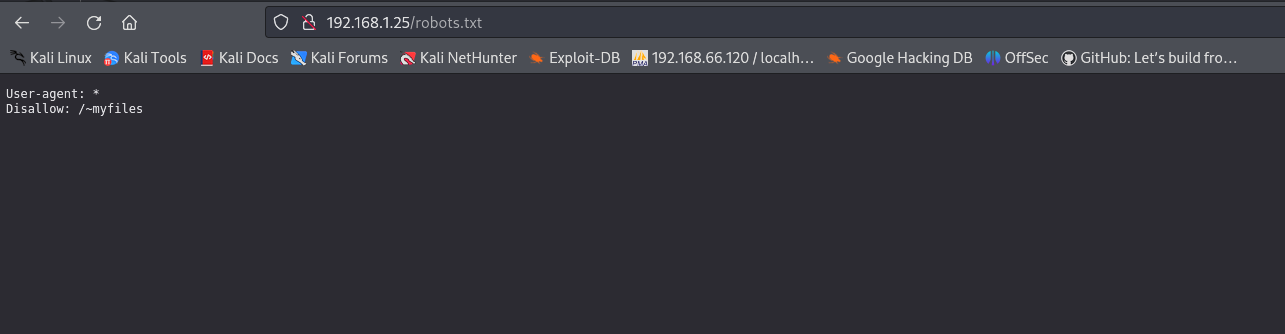 192.168.1.25/robots.txt
Kali Linux Kali Tools Kali Docs Kali Forums Kali NetHunter Exploit-DB 192.168.66.120 / localh… Google Hacking DB OffSec GitHub: Let's build fro…
User-agent: *
Disallow: /~myfiles